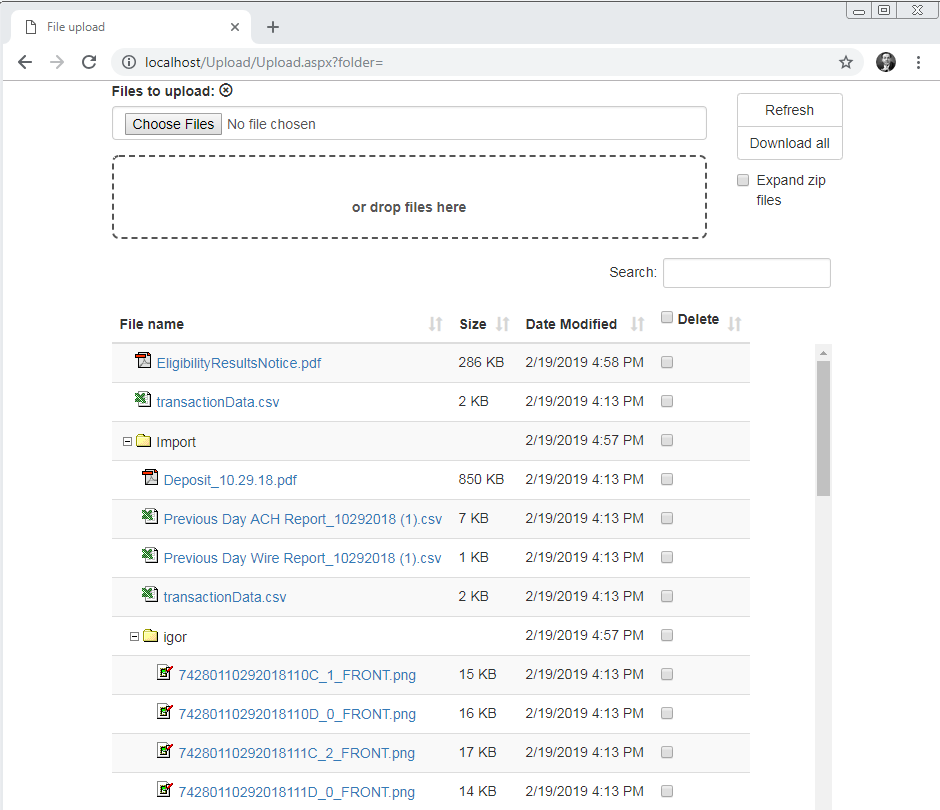 File upload
localhost/Upload/Upload.aspx?folder=
Files to upload:
Refresh
Choose Files No file chosen
Download all
Expand zip files
or drop files here
Search:
File name Size Date Modified Delete
EligibilityResultsNotice.pdf 286 KB 2/19/2019 4:58 PM
transactionData.csv 2 KB 2/19/2019 4:13 PM
Import 2/19/2019 4:57 PM
Deposit_10.29.18.pdf 850 KB 2/19/2019 4:13 PM
Previous Day ACH Report_10292018 (1).csv 7 KB 2/19/2019 4:13 PM
Previous Day Wire Report_10292018 (1).csv 1 KB 2/19/2019 4:13 PM
transactionData.csv 2 KB 2/19/2019 4:13 PM
igor 2/19/2019 4:57 PM
74280110292018110C_1_FRONT.png 15 KB 2/19/2019 4:13 PM
74280110292018110D_0_FRONT.png 16 KB 2/19/2019 4:13 PM
74280110292018111C_2_FRONT.png 17 KB 2/19/2019 4:13 PM
74280110292018111D_0_FRONT.png 14 KB 2/19/2019 4:13 PM